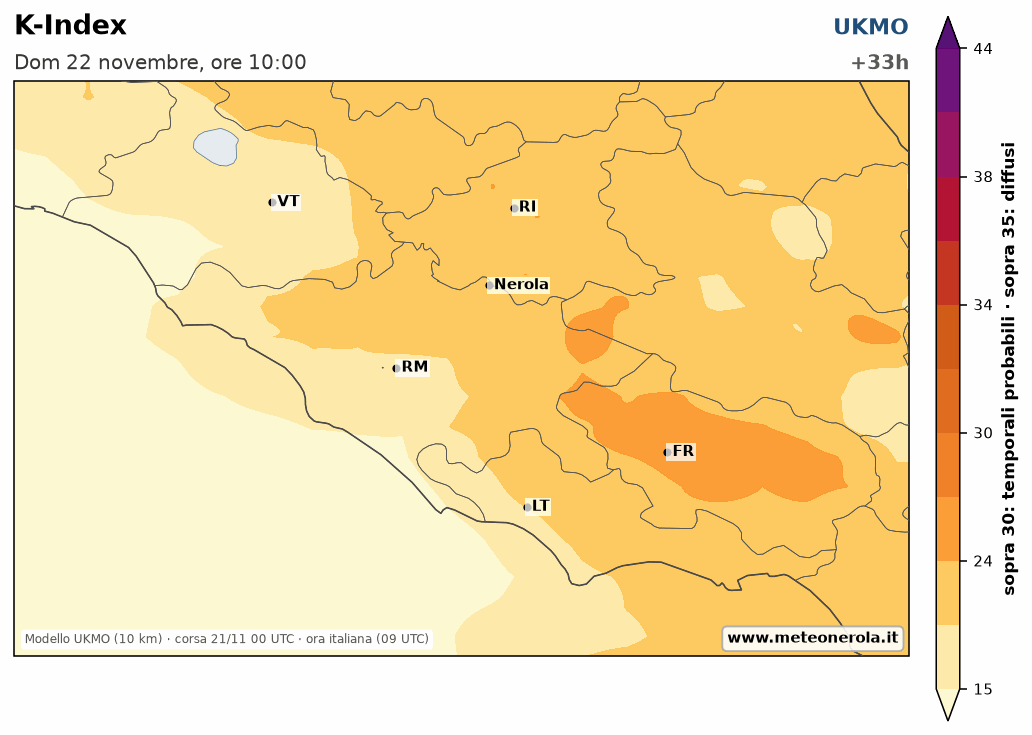 K-Index
UKMO
Dom 22 novembre, ore 10:00
+33h
VT
RI
Nerola
RM
FR
LT
Modello UKMO (10 km) · corsa 21/11 00 UTC · ora italiana (09 UTC)
www.meteonerola.it
44
38
34
30
24
15
sopra 30: temporali probabili · sopra 35: diffusi